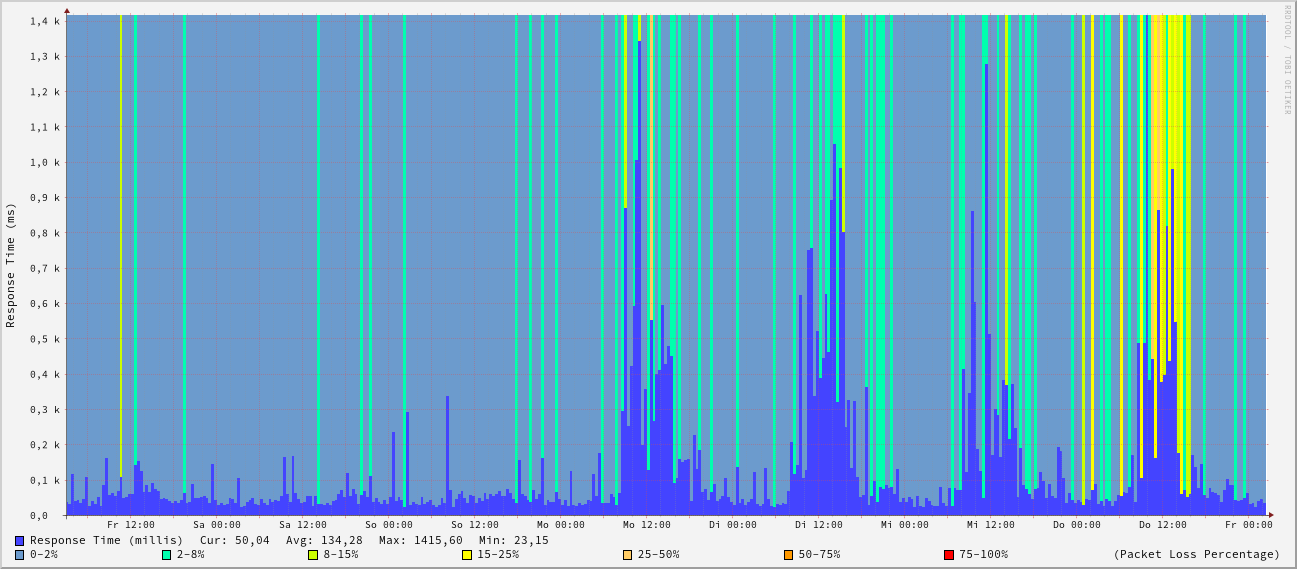 RRDTOOL / TOBI OETIKER
Response Time (ms)
1,4 k
1,3 k
1,2 k
1,1 k
1,0 k
0,9 k
0,8 k
0,7 k
0,6 k
0,5 k
0,4 k
0,3 k
0,2 k
0,1 k
0,0
Fr 12:00 Sa 00:00 Sa 12:00 So 00:00 So 12:00 Mo 00:00 Mo 12:00 Di 00:00 Di 12:00 Mi 00:00 Mi 12:00 Do 00:00 Do 12:00 Fr 00:00
Response Time (millis) Cur: 50,04 Avg: 134,28 Max: 1415,60 Min: 23,15
0-2% 2-8% 8-15% 15-25% 25-50% 50-75% 75-100% (Packet Loss Percentage)